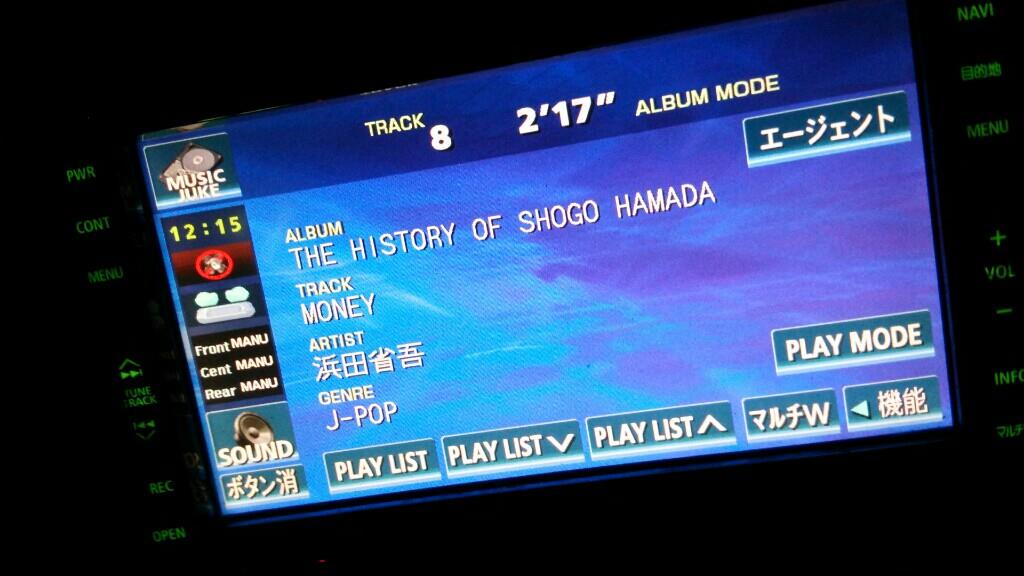 NAVI
目的地
MENU
TRACK 8 2'17" ALBUM MODE
エージェント
MUSIC
JUKE
PWR
CONT
MENU
12:15
ALBUM
THE HISTORY OF SHOGO HAMADA
TRACK
MONEY
ARTIST
浜田省吾
GENRE
J-POP
Front MANU
Cent MANU
Rear MANU
+
VOL
−
PLAY MODE
INFO
マルチ
TUNE
TRACK
SOUND
ボタン消
PLAY LIST
PLAY LIST ∨
PLAY LIST ∧
マルチW
◀ 機能
REC
OPEN